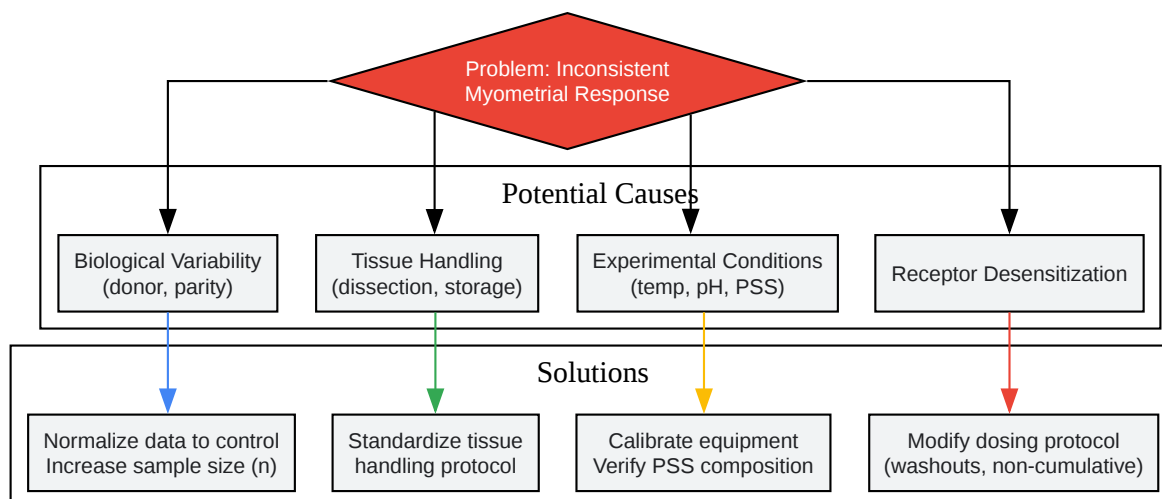 Problem: Inconsistent
Myometrial Response
Potential Causes
Biological Variability
(donor, parity)
Tissue Handling
(dissection, storage)
Experimental Conditions
(temp, pH, PSS)
Receptor Desensitization
Solutions
Normalize data to control
Increase sample size (n)
Standardize tissue
handling protocol
Calibrate equipment
Verify PSS composition
Modify dosing protocol
(washouts, non-cumulative)